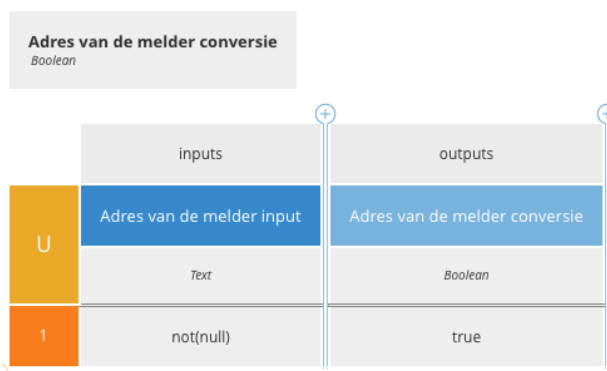 Adres van de melder conversie
Boolean
inputs
outputs
U
Adres van de melder input
Adres van de melder conversie
Text
Boolean
1
not(null)
true